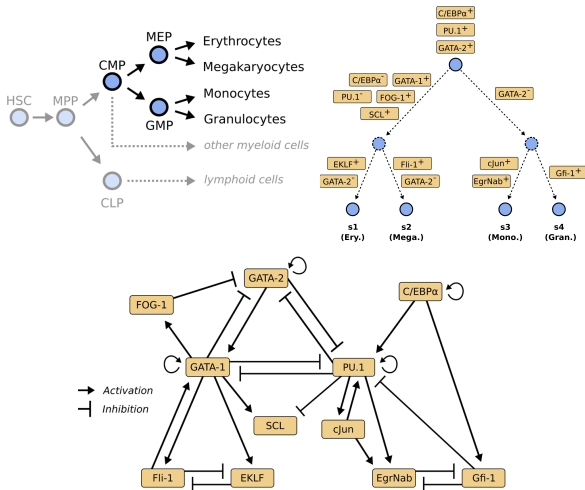 MEP
Erythrocytes
CMP
Megakaryocytes
HSC
MPP
Monocytes
GMP
Granulocytes
other myeloid cells
lymphoid cells
CLP
C/EBPα+
PU.1+
GATA-2+
C/EBPα-
GATA-1+
PU.1-
FOG-1+
SCL+
GATA-2-
EKLF+
GATA-2-
Fli-1+
GATA-2-
cJun+
EgrNab+
Gfi-1+
s1
(Ery.)
s2
(Mega.)
s3
(Mono.)
s4
(Gran.)
GATA-2
C/EBPα
FOG-1
GATA-1
PU.1
Activation
Inhibition
SCL
cJun
Fli-1
EKLF
EgrNab
Gfi-1